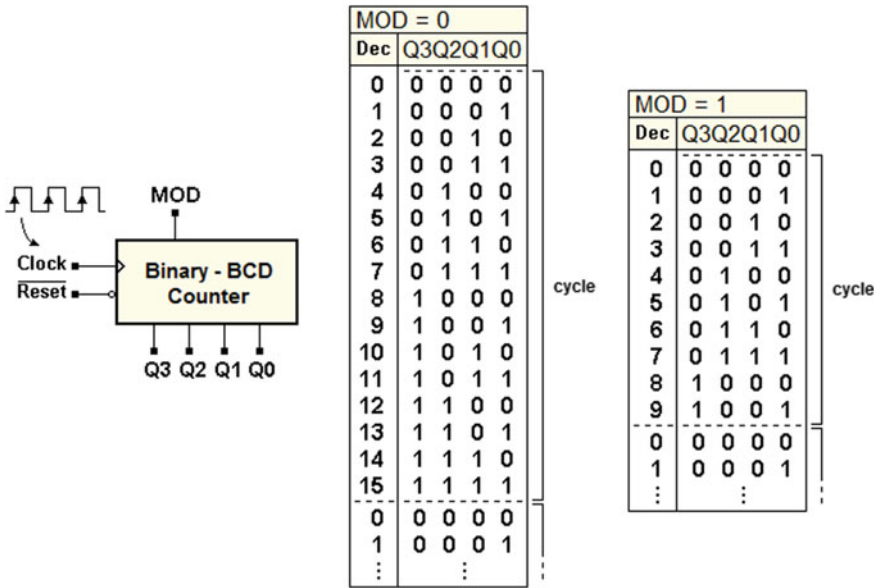 MOD
Clock
Reset
Binary - BCD
Counter
Q3 Q2 Q1 Q0
MOD = 0
Dec Q3Q2Q1Q0
0 0 0 0 0
1 0 0 0 1
2 0 0 1 0
3 0 0 1 1
4 0 1 0 0
5 0 1 0 1
6 0 1 1 0
7 0 1 1 1
8 1 0 0 0
9 1 0 0 1
10 1 0 1 0
11 1 0 1 1
12 1 1 0 0
13 1 1 0 1
14 1 1 1 0
15 1 1 1 1
0 0 0 0 0
1 0 0 0 1
⋮ ⋮
cycle
MOD = 1
Dec Q3Q2Q1Q0
0 0 0 0 0
1 0 0 0 1
2 0 0 1 0
3 0 0 1 1
4 0 1 0 0
5 0 1 0 1
6 0 1 1 0
7 0 1 1 1
8 1 0 0 0
9 1 0 0 1
0 0 0 0 0
1 0 0 0 1
⋮ ⋮
cycle